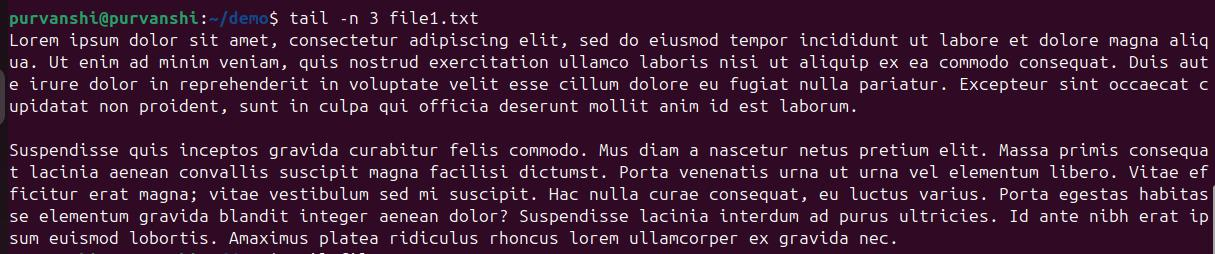 purvanshi@purvanshi:~/demo$ tail -n 3 file1.txt
Lorem ipsum dolor sit amet, consectetur adipiscing elit, sed do eiusmod tempor incididunt ut labore et dolore magna aliq
ua. Ut enim ad minim veniam, quis nostrud exercitation ullamco laboris nisi ut aliquip ex ea commodo consequat. Duis aut
e irure dolor in reprehenderit in voluptate velit esse cillum dolore eu fugiat nulla pariatur. Excepteur sint occaecat c
upidatat non proident, sunt in culpa qui officia deserunt mollit anim id est laborum.

Suspendisse quis inceptos gravida curabitur felis commodo. Mus diam a nascetur netus pretium elit. Massa primis consequa
t lacinia aenean convallis suscipit magna facilisi dictumst. Porta venenatis urna ut urna vel elementum libero. Vitae ef
ficitur erat magna; vitae vestibulum sed mi suscipit. Hac nulla curae consequat, eu luctus varius. Porta egestas habitas
se elementum gravida blandit integer aenean dolor? Suspendisse lacinia interdum ad purus ultricies. Id ante nibh erat ip
sum euismod lobortis. Amaximus platea ridiculus rhoncus lorem ullamcorper ex gravida nec.